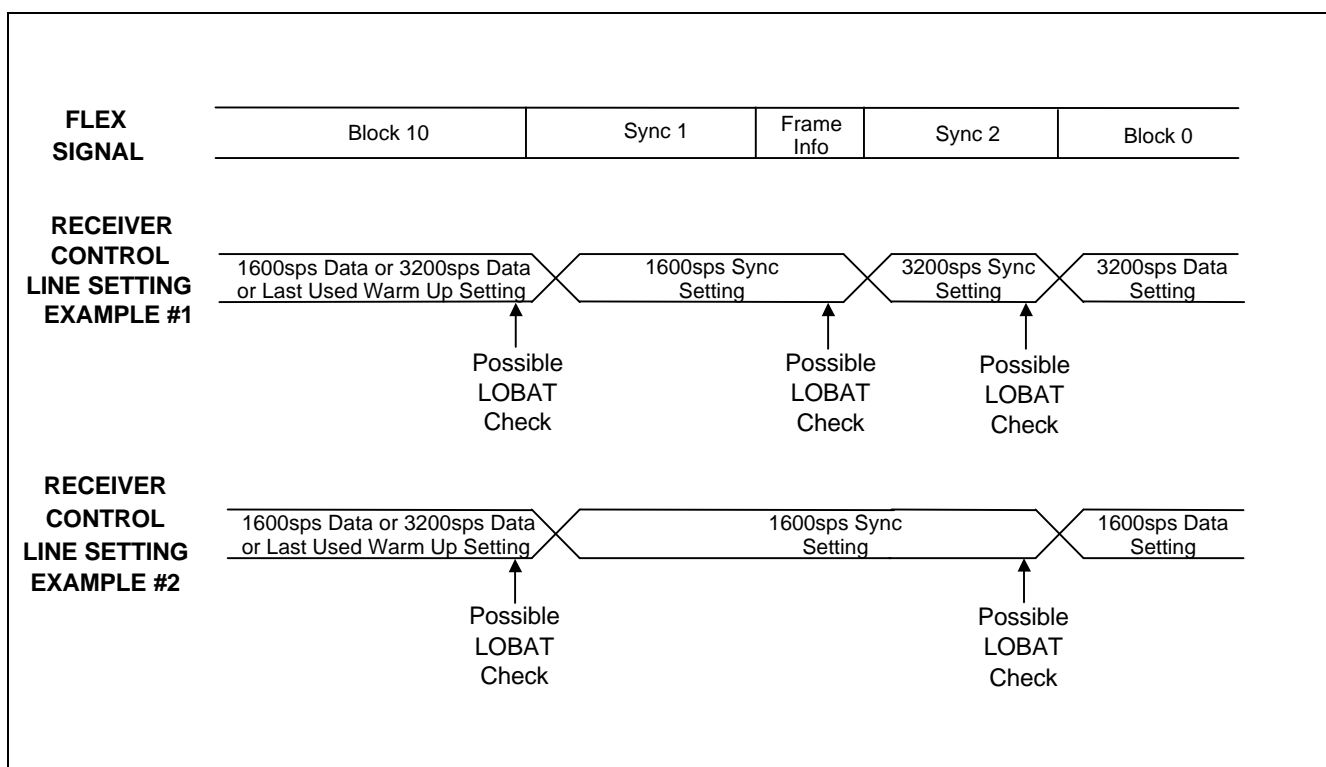 FLEX
SIGNAL
Block 10
Sync 1
Frame
Info
Sync 2
Block 0
RECEIVER
CONTROL
LINE SETTING
EXAMPLE #1
1600sps Data or 3200sps Data
or Last Used Warm Up Setting
1600sps Sync
Setting
3200sps Sync
Setting
3200sps Data
Setting
Possible
LOBAT
Check
Possible
LOBAT
Check
Possible
LOBAT
Check
RECEIVER
CONTROL
LINE SETTING
EXAMPLE #2
1600sps Data or 3200sps Data
or Last Used Warm Up Setting
1600sps Sync
Setting
1600sps Data
Setting
Possible
LOBAT
Check
Possible
LOBAT
Check